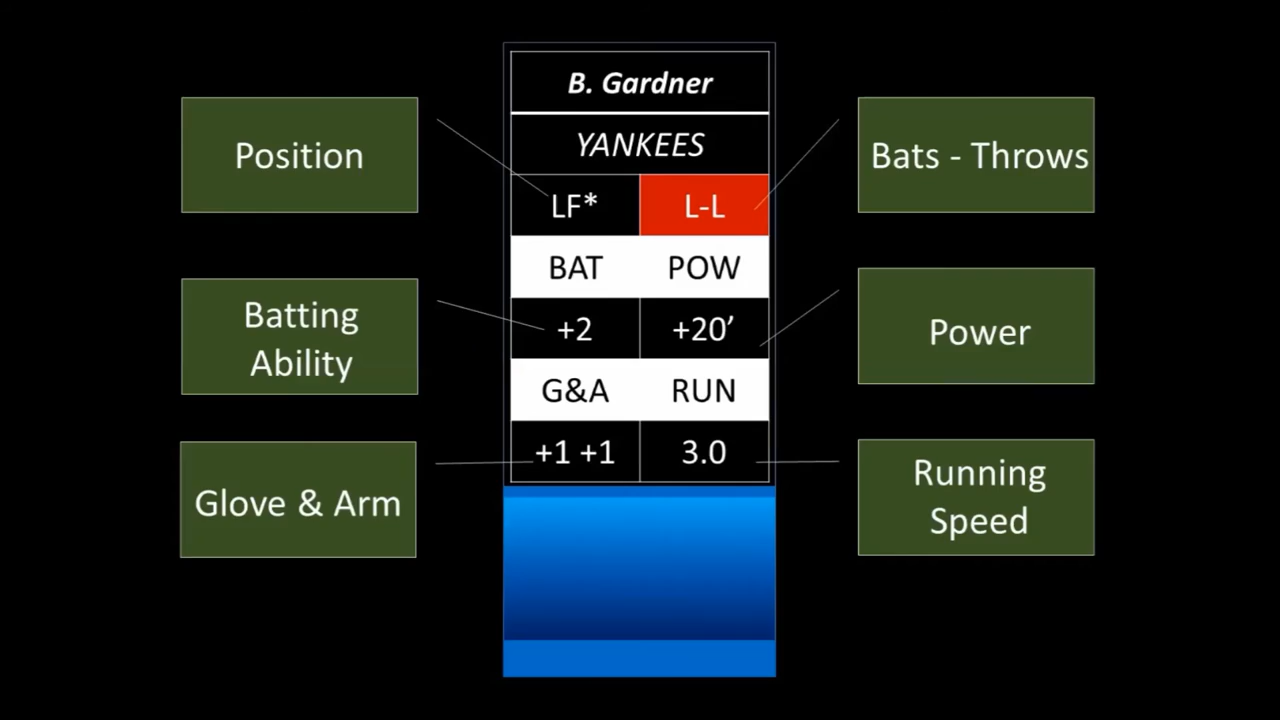 B. Gardner
YANKEES
LF* L-L
BAT POW
+2 +20’
G&A RUN
+1 +1 3.0
Position
Batting
Ability
Glove & Arm
Bats - Throws
Power
Running
Speed